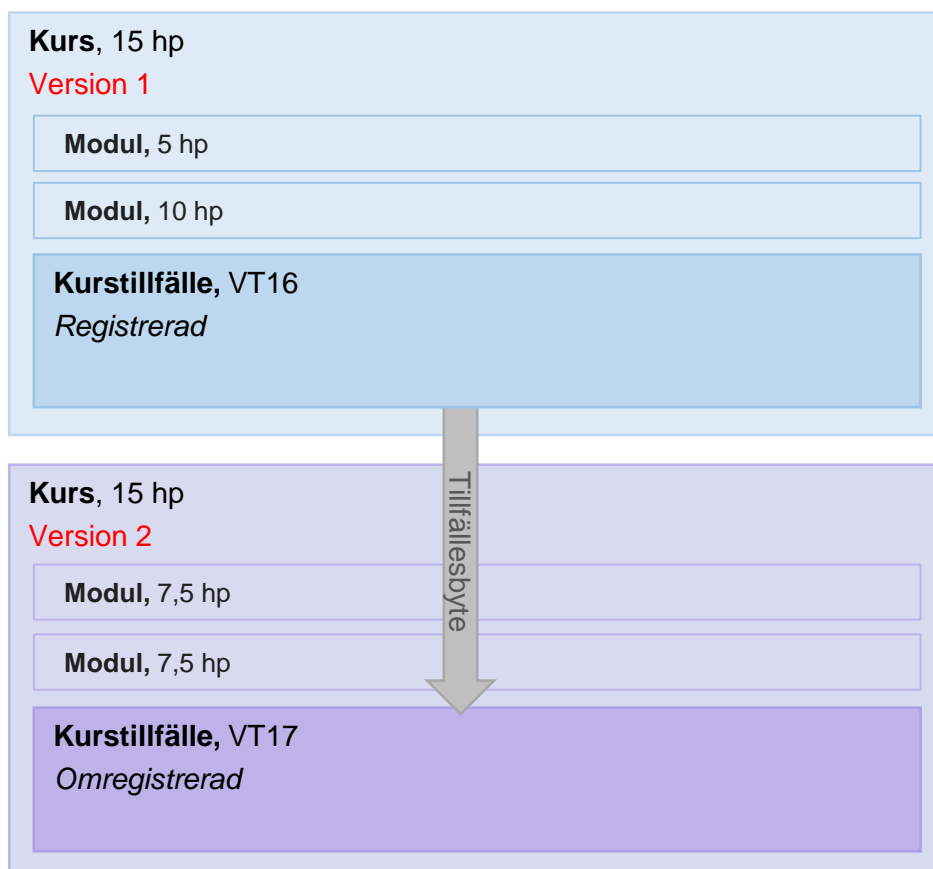 Kurs, 15 hp
Version 1
Modul, 5 hp
Modul, 10 hp
Kurstillfälle, VT16
Registrerad
Tillfällesbyte
Kurs, 15 hp
Version 2
Modul, 7,5 hp
Modul, 7,5 hp
Kurstillfälle, VT17
Omregistrerad